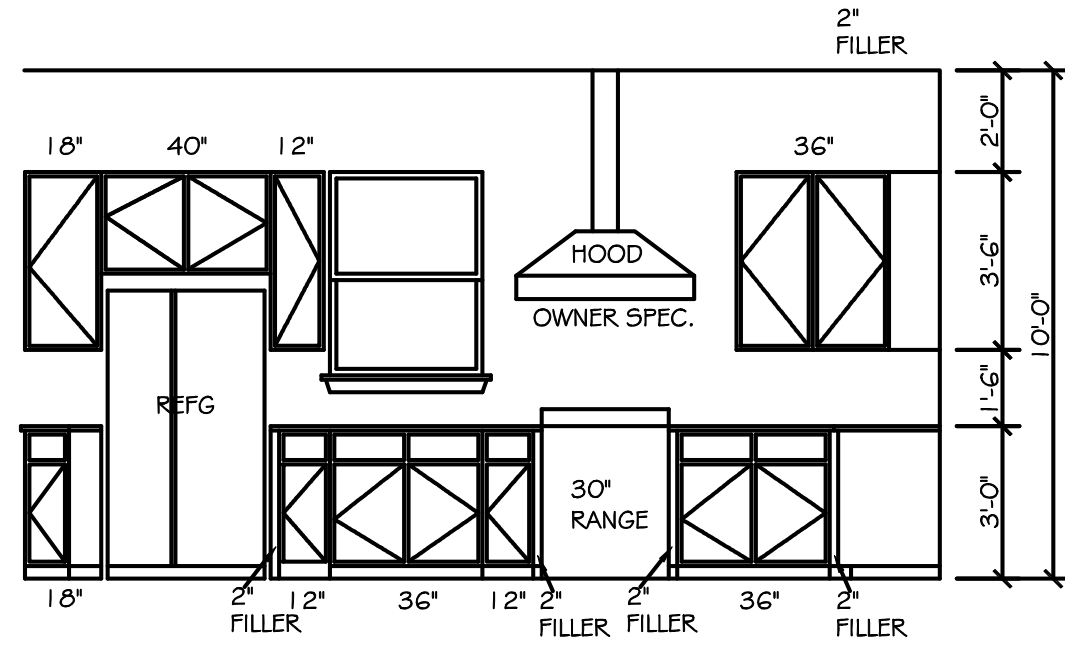 2"
FILLER
18" 40" 12" 36"
2'-0"
HOOD
3'-6"
OWNER SPEC.
10'-0"
1'-6"
REFG
30"
RANGE
3'-0"
18" 2" 12" 36" 12" 2" 2" 36" 2"
FILLER FILLER FILLER FILLER